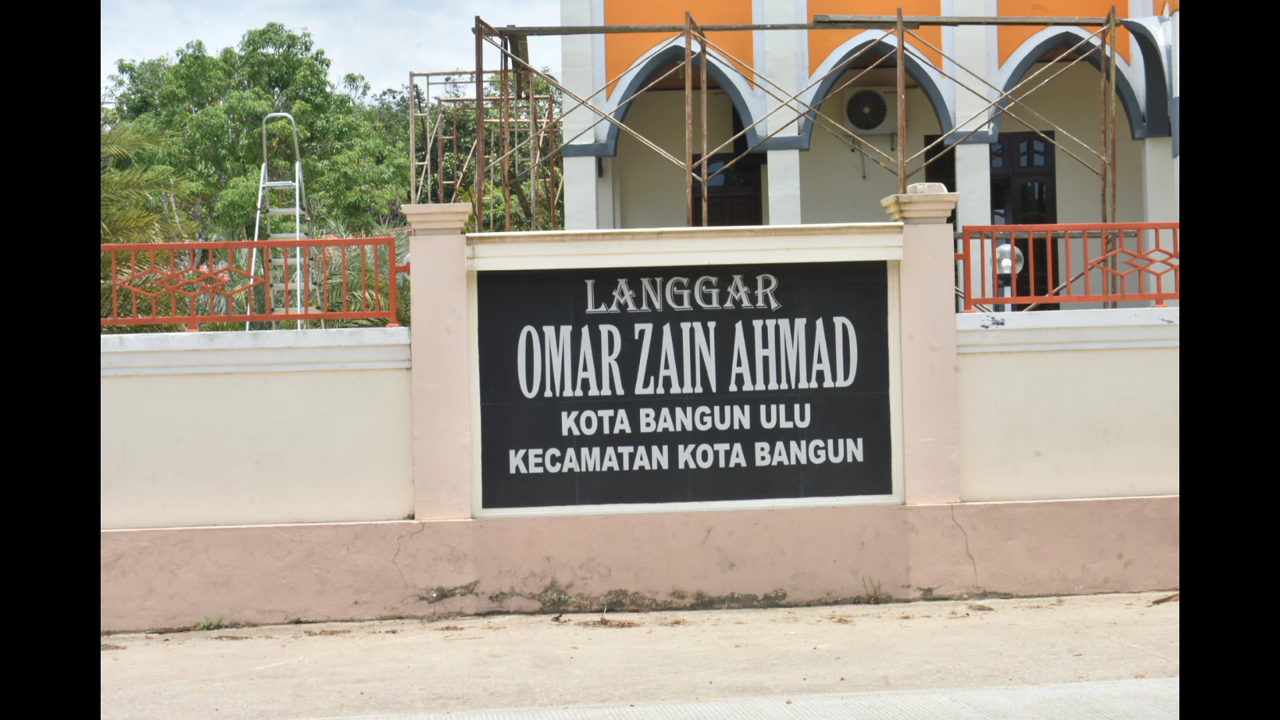 LANGGAR
OMAR ZAIN AHMAD
KOTA BANGUN ULU
KECAMATAN KOTA BANGUN